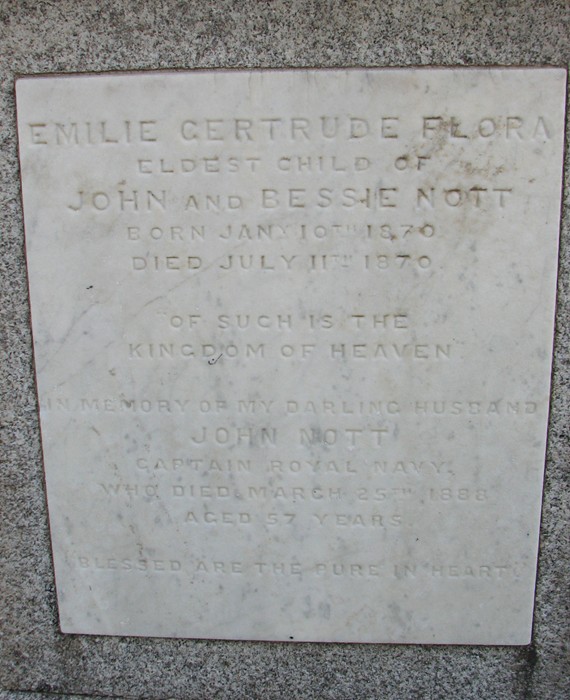 EMILIE GERTRUDE FLORA
ELDEST CHILD OF
JOHN AND BESSIE NOTT
BORN JANY 10TH 1870
DIED JULY 11TH 1870
OF SUCH IS THE
KINGDOM OF HEAVEN
IN MEMORY OF MY DARLING HUSBAND
JOHN NOTT
CAPTAIN ROYAL NAVY,
WHO DIED MARCH 25TH 1888
AGED 57 YEARS.
BLESSED ARE THE PURE IN HEART.